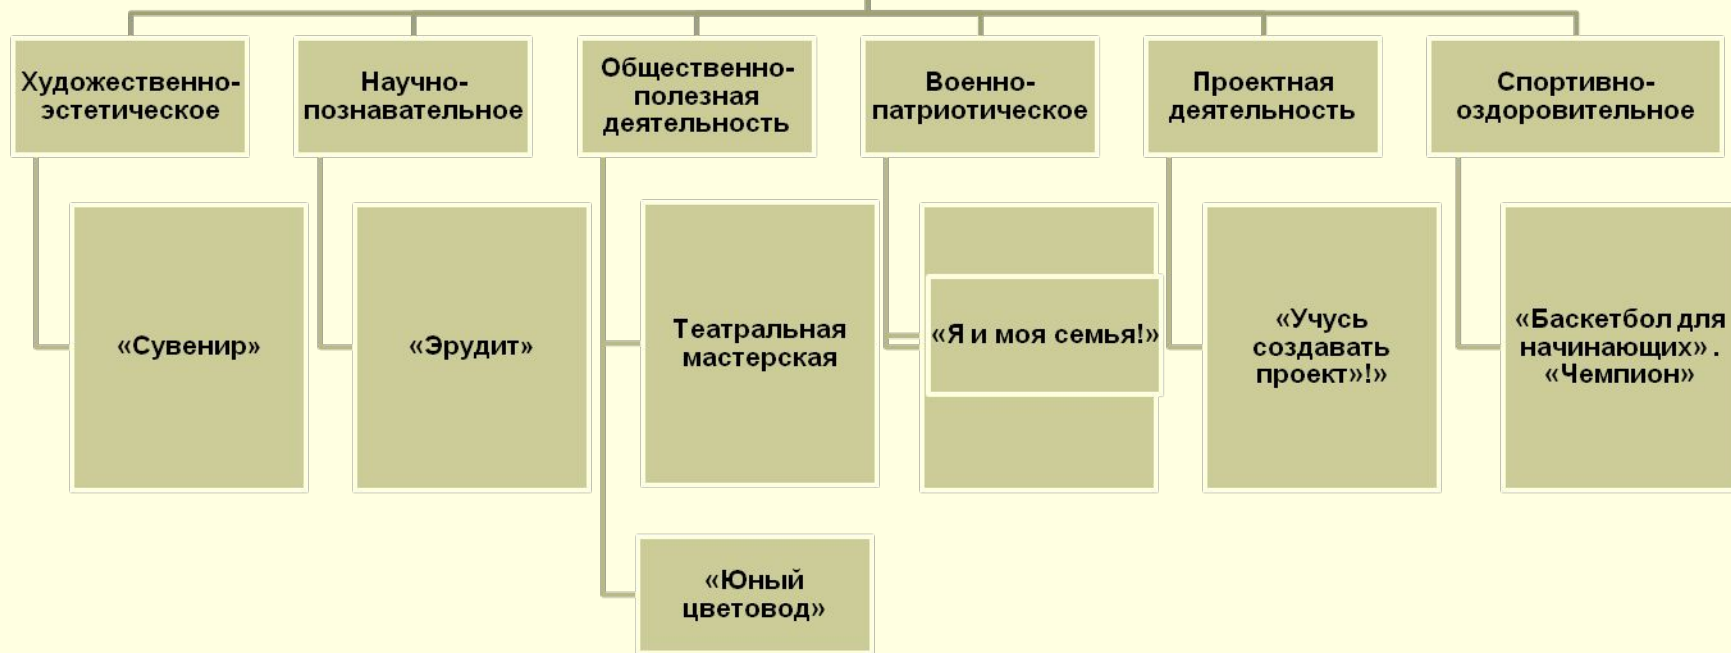 Художественно-
эстетическое
Научно-
познавательное
Общественно-
полезная
деятельность
Военно-
патриотическое
Проектная
деятельность
Спортивно-
оздоровительное
«Сувенир»
«Эрудит»
Театральная
мастерская
«Я и моя семья!»
«Учусь
создавать
проект»!»
«Баскетбол для
начинающих» .
«Чемпион»
«Юный
цветовод»